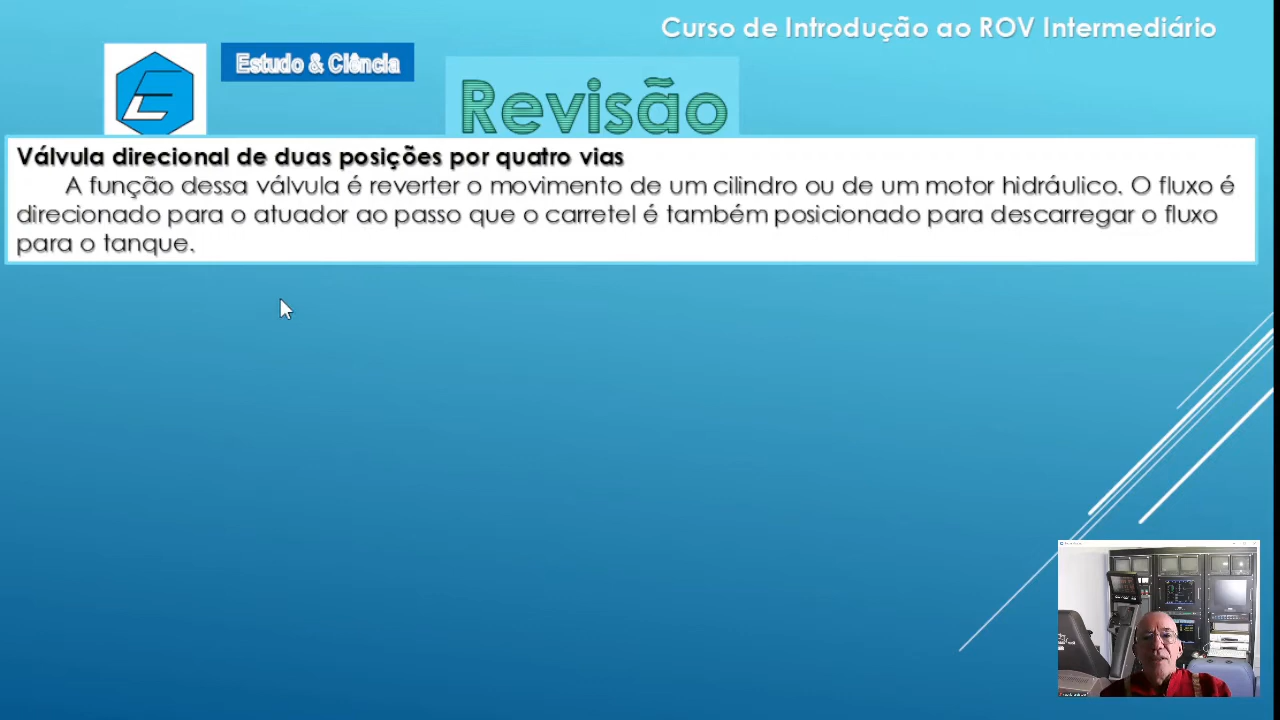 Curso de Introdução ao ROV Intermediário
Estudo & Ciência
Revisão
Válvula direcional de duas posições por quatro vias
A função dessa válvula é reverter o movimento de um cilindro ou de um motor hidráulico. O fluxo é
direcionado para o atuador ao passo que o carretel é também posicionado para descarregar o fluxo
para o tanque.